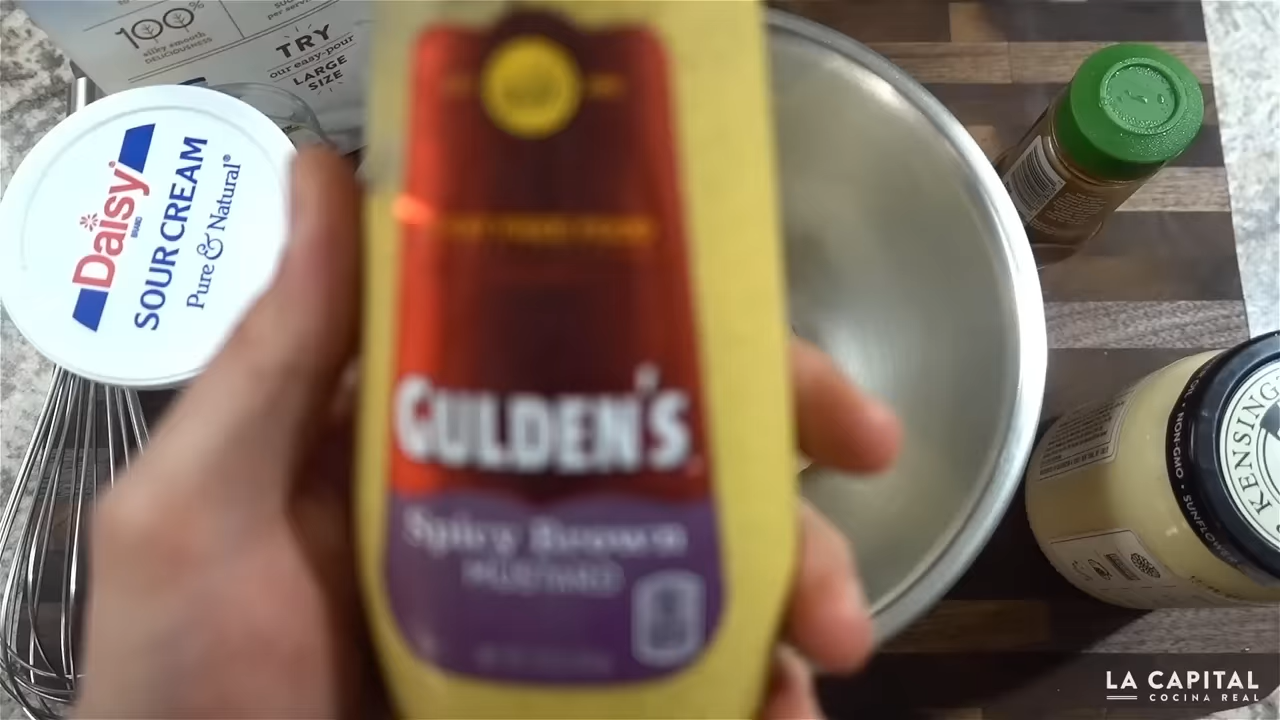 100%
silky smooth
DELICIOUSNESS
TRY
our easy-pour
LARGE
SIZE
Daisy
BRAND
SOUR CREAM
Pure & Natural®
GULDEN'S
Spicy Brown
MUSTARD
NON-GMO • SUNFLOWER
KENSING
LA CAPITAL
COCINA REAL